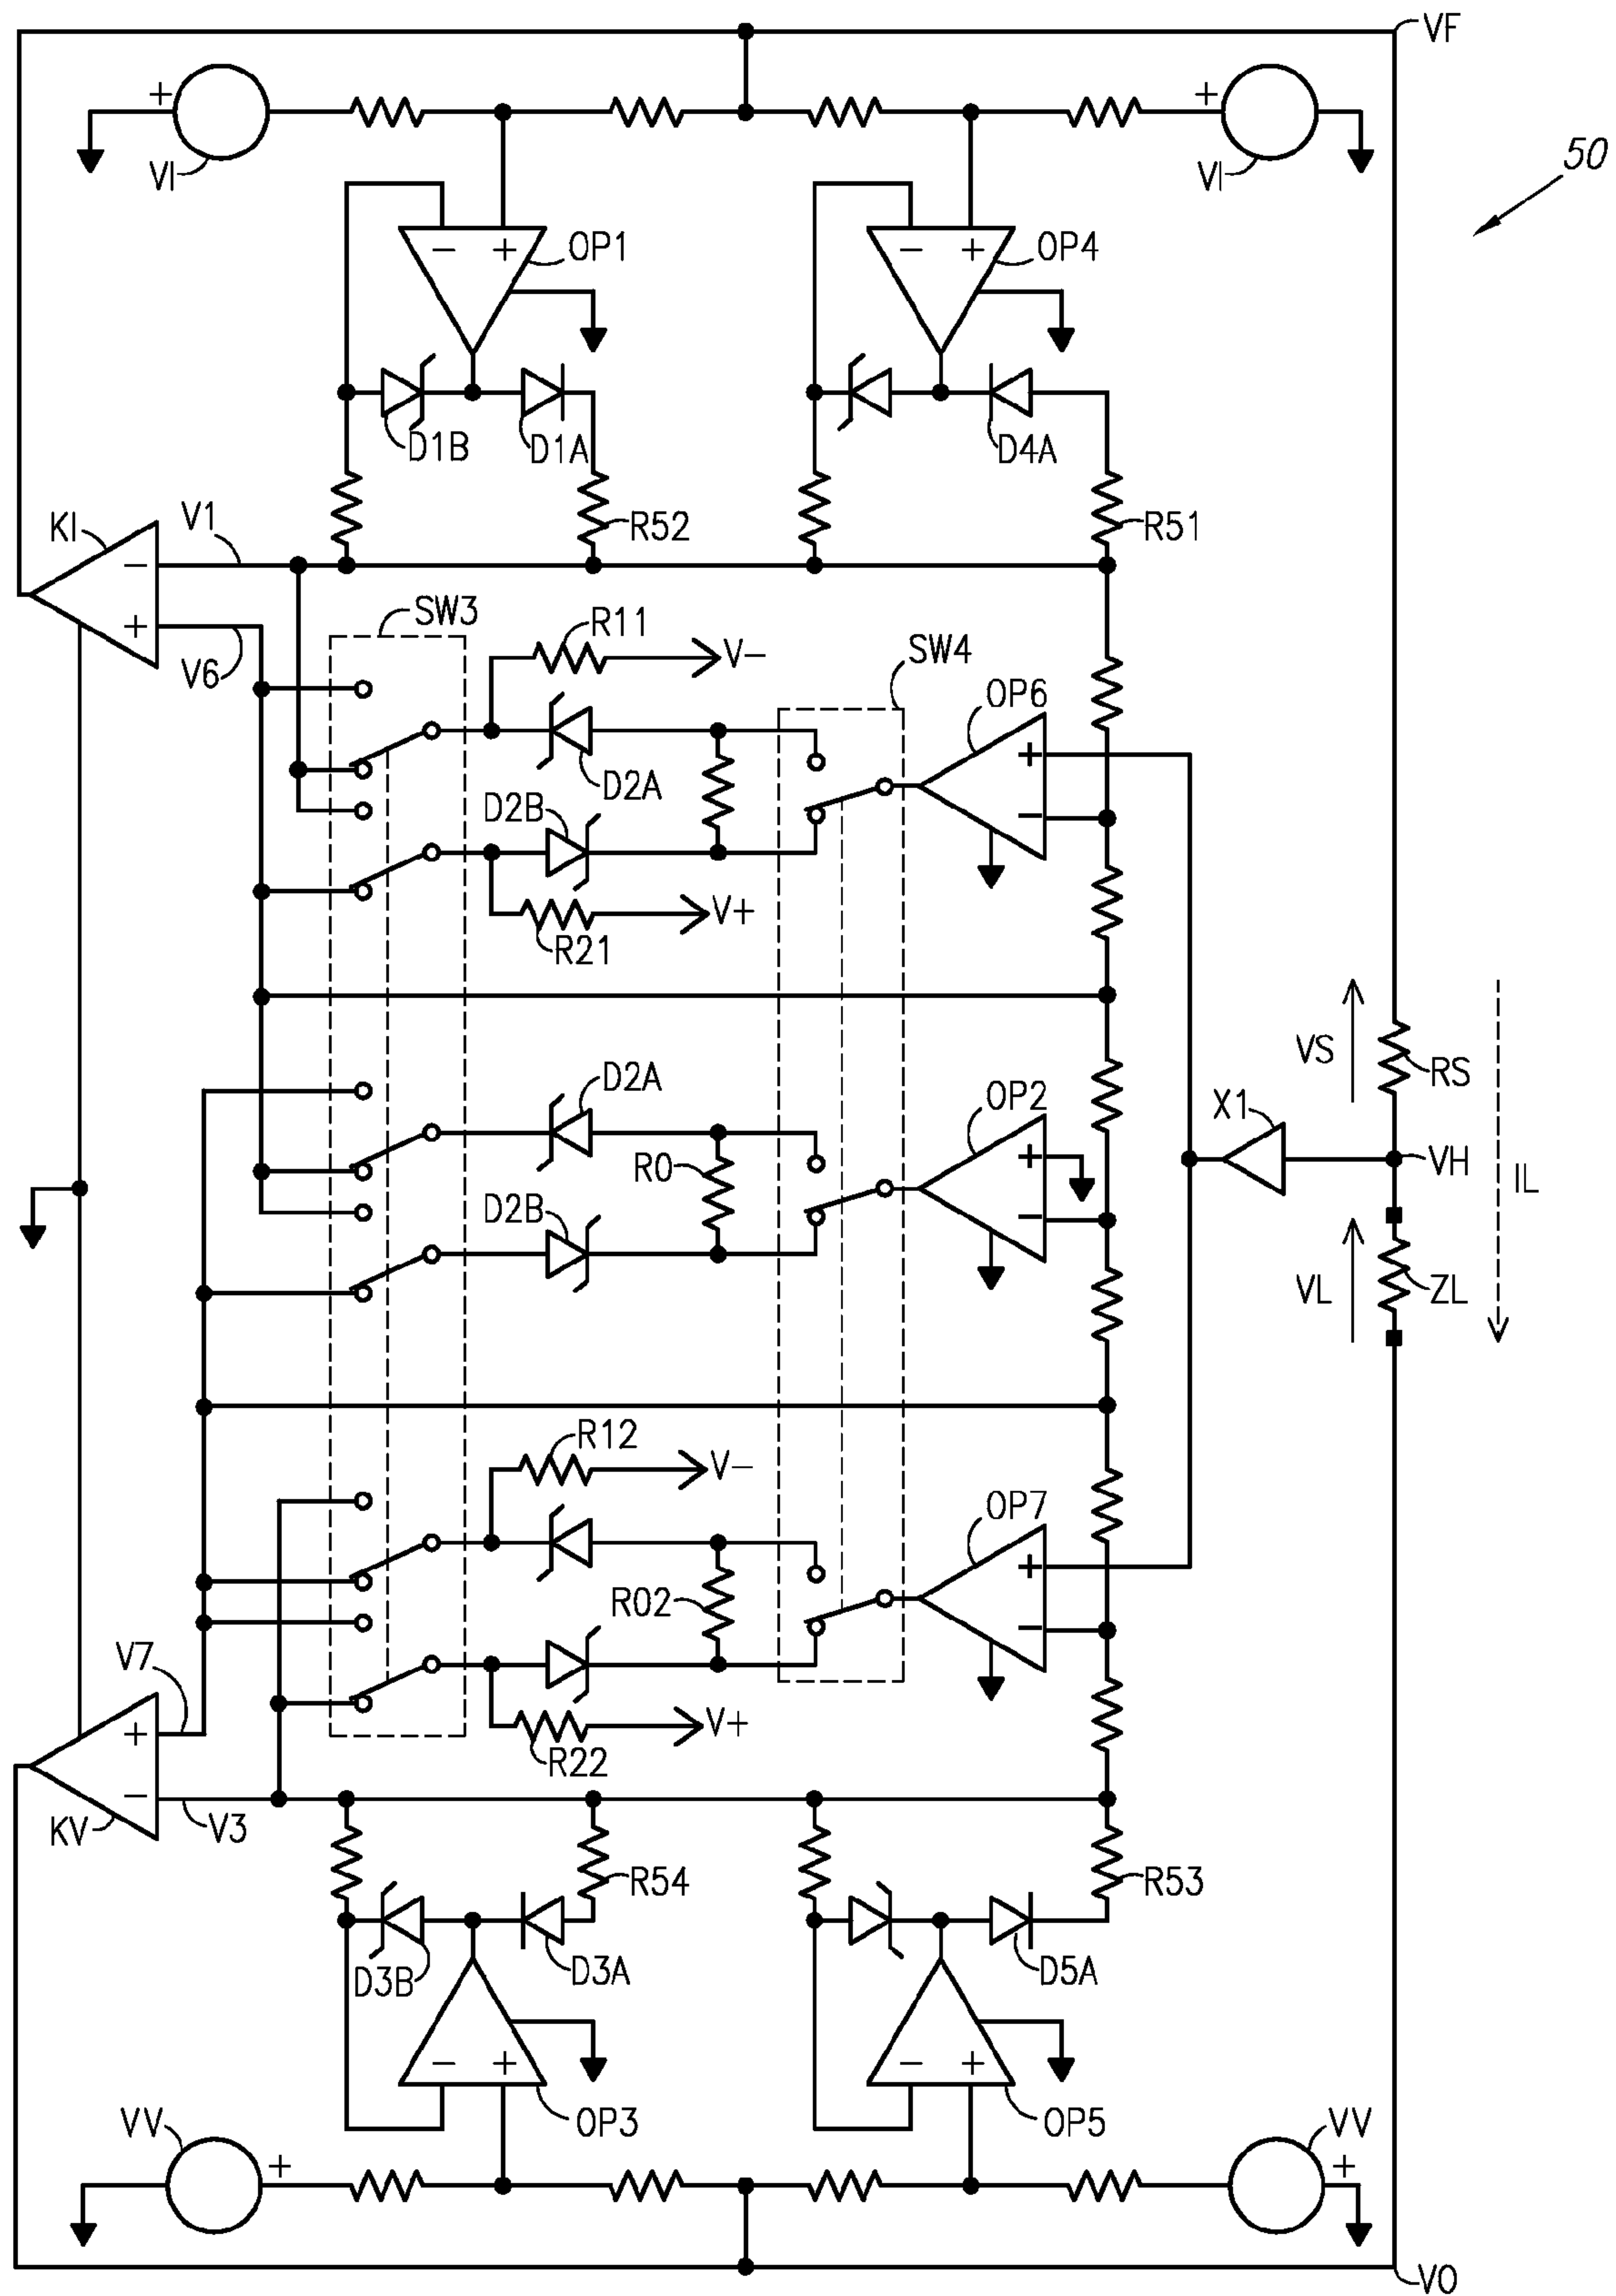 VF
+
+
VI
VI
50
− +
OP1
− +
OP4
D1B
D1A
D4A
KI
V1
R52
R51
−
+
V6
SW3
R11
V−
SW4
OP6
+
D2A
D2B
−
V+
R21
D2A
VS
RS
OP2
X1
+
R0
VH
IL
D2B
−
VL
ZL
R12
V−
OP7
+
R02
V7
−
+
V+
R22
−
KV
V3
R54
R53
D3B
D3A
D5A
− +
OP3
− +
OP5
VV
VV
+
+
VO